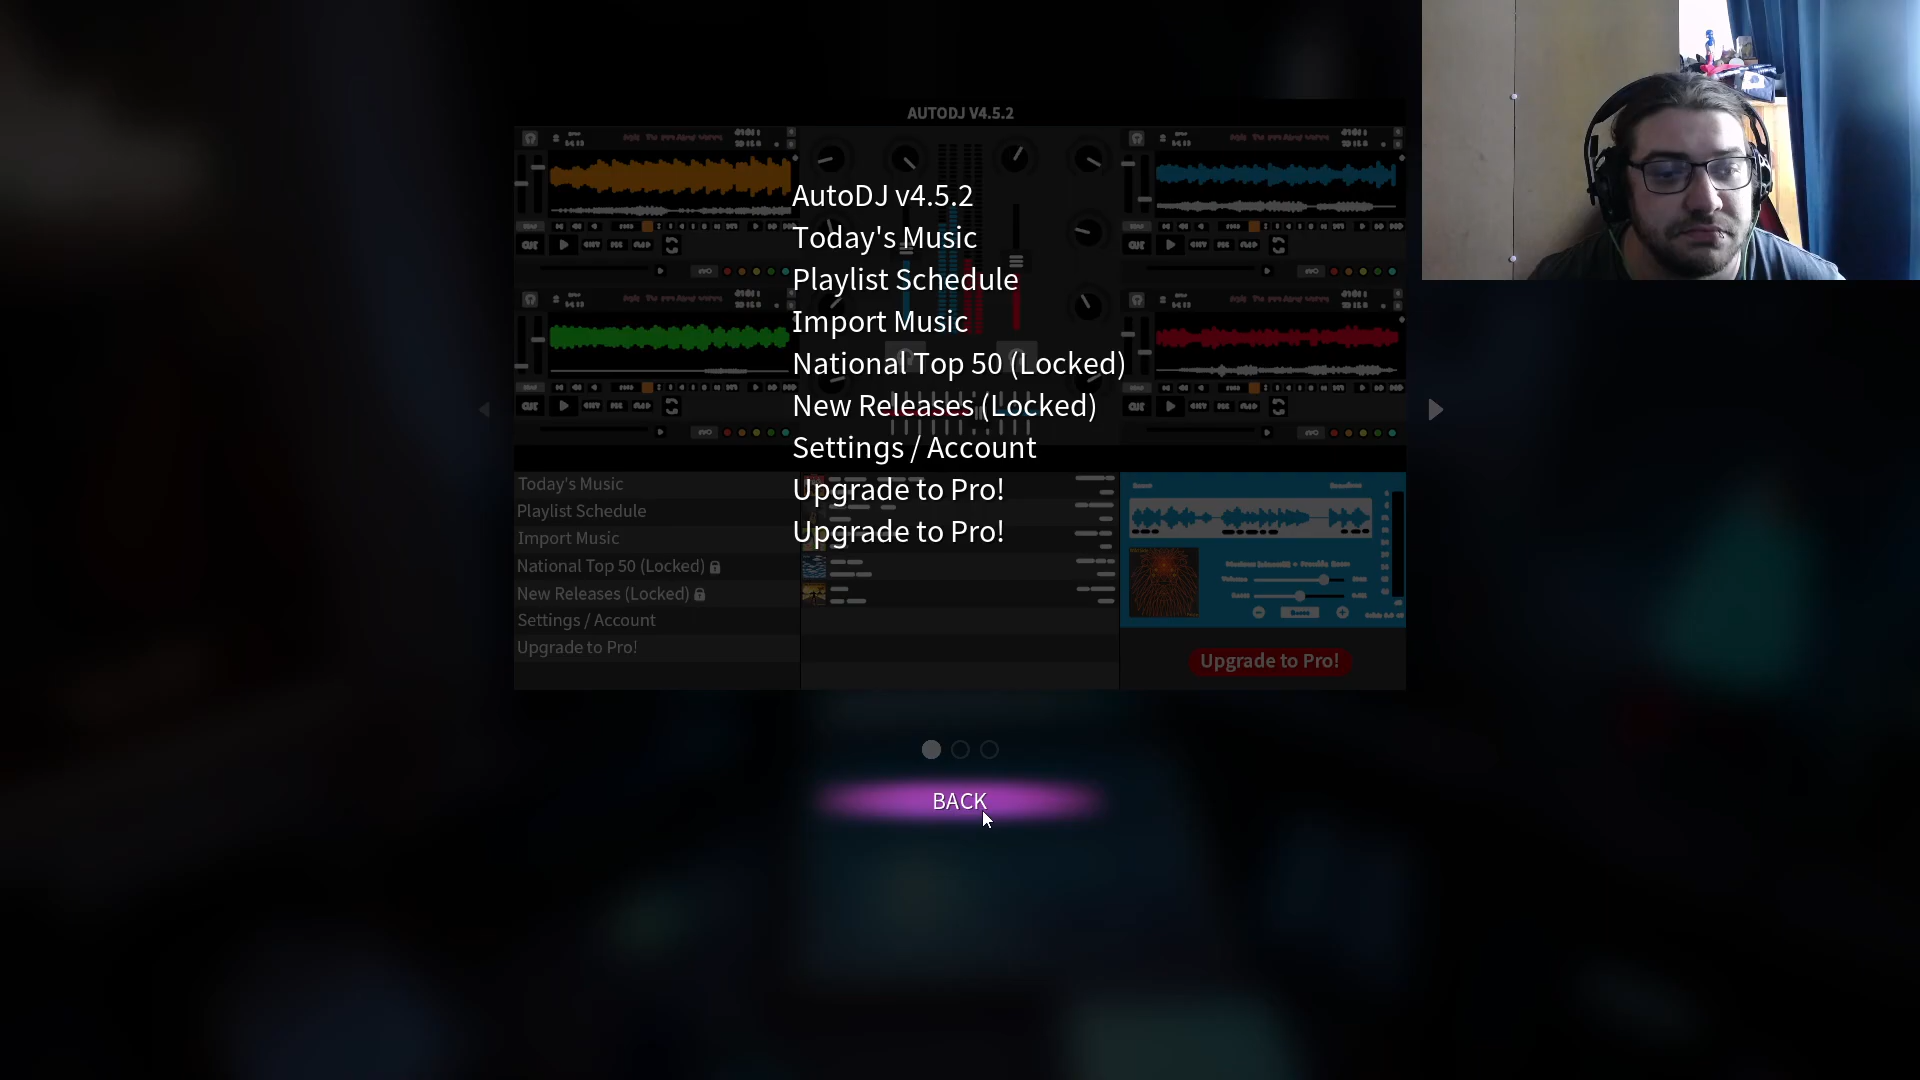 AUTODJ V4.5.2
AutoDJ v4.5.2
Today's Music
Playlist Schedule
Import Music
National Top 50 (Locked)
New Releases (Locked)
Settings / Account
Upgrade to Pro!
Upgrade to Pro!
Today's Music
Playlist Schedule
Import Music
National Top 50 (Locked)
New Releases (Locked)
Settings / Account
Upgrade to Pro!
Upgrade to Pro!
BACK